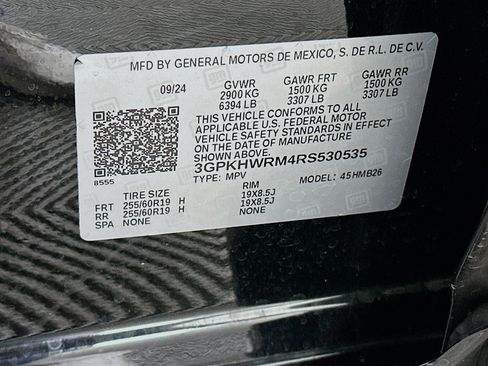 MFD BY GENERAL MOTORS DE MEXICO, S. DE R.L. DE C.V.
09/24 GVWR GAWR FRT GAWR RR
2900 KG 1500 KG 1500 KG
6394 LB 3307 LB 3307 LB
THIS VEHICLE CONFORMS TO ALL
APPLICABLE U.S. FEDERAL MOTOR
VEHICLE SAFETY STANDARDS IN EFFECT
ON THE DATE OF MANUFACTURE
SHOWN ABOVE.
3GPKHWRM4RS530535
8555 TYPE: MPV MODEL: 45HMB26
TIRE SIZE RIM
FRT 255/60R19 H 19X8.5J
RR 255/60R19 H 19X8.5J
SPA NONE NONE